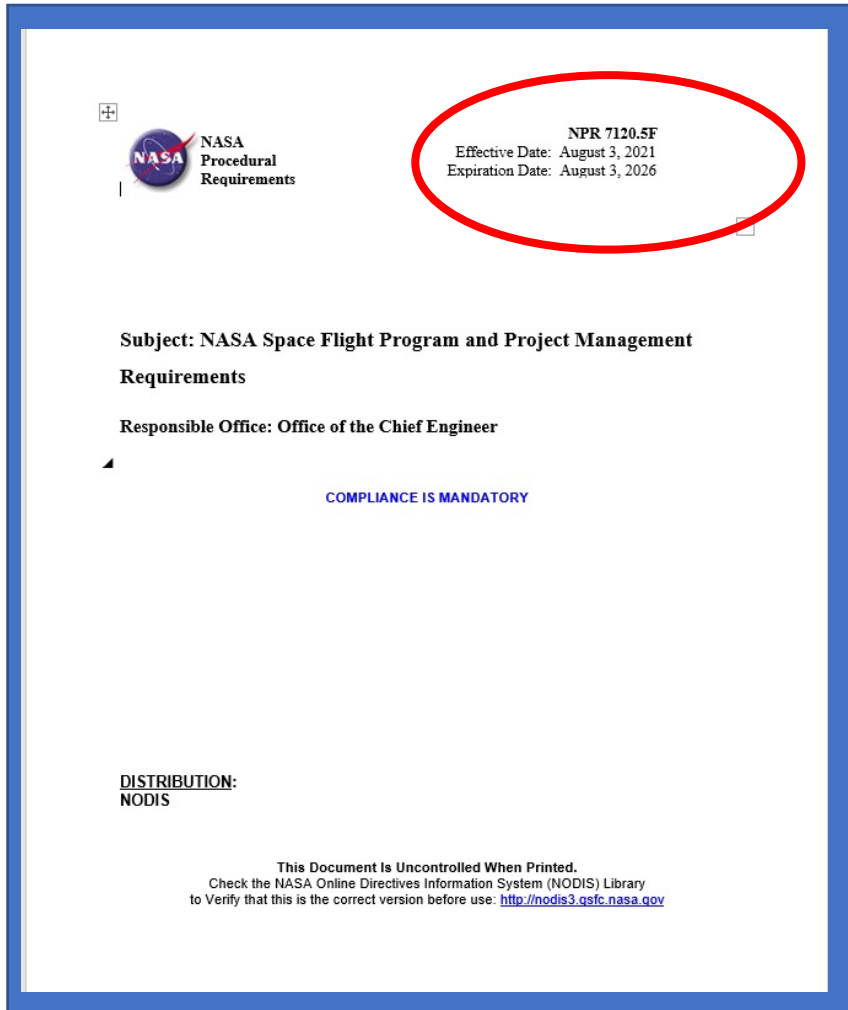 NASA
NASA
Procedural
Requirements
NPR 7120.5F
Effective Date: August 3, 2021
Expiration Date: August 3, 2026
Subject: NASA Space Flight Program and Project Management
Requirements
Responsible Office: Office of the Chief Engineer
COMPLIANCE IS MANDATORY
DISTRIBUTION:
NODIS
This Document Is Uncontrolled When Printed.
Check the NASA Online Directives Information System (NODIS) Library
to Verify that this is the correct version before use: http://nodis3.gsfc.nasa.gov